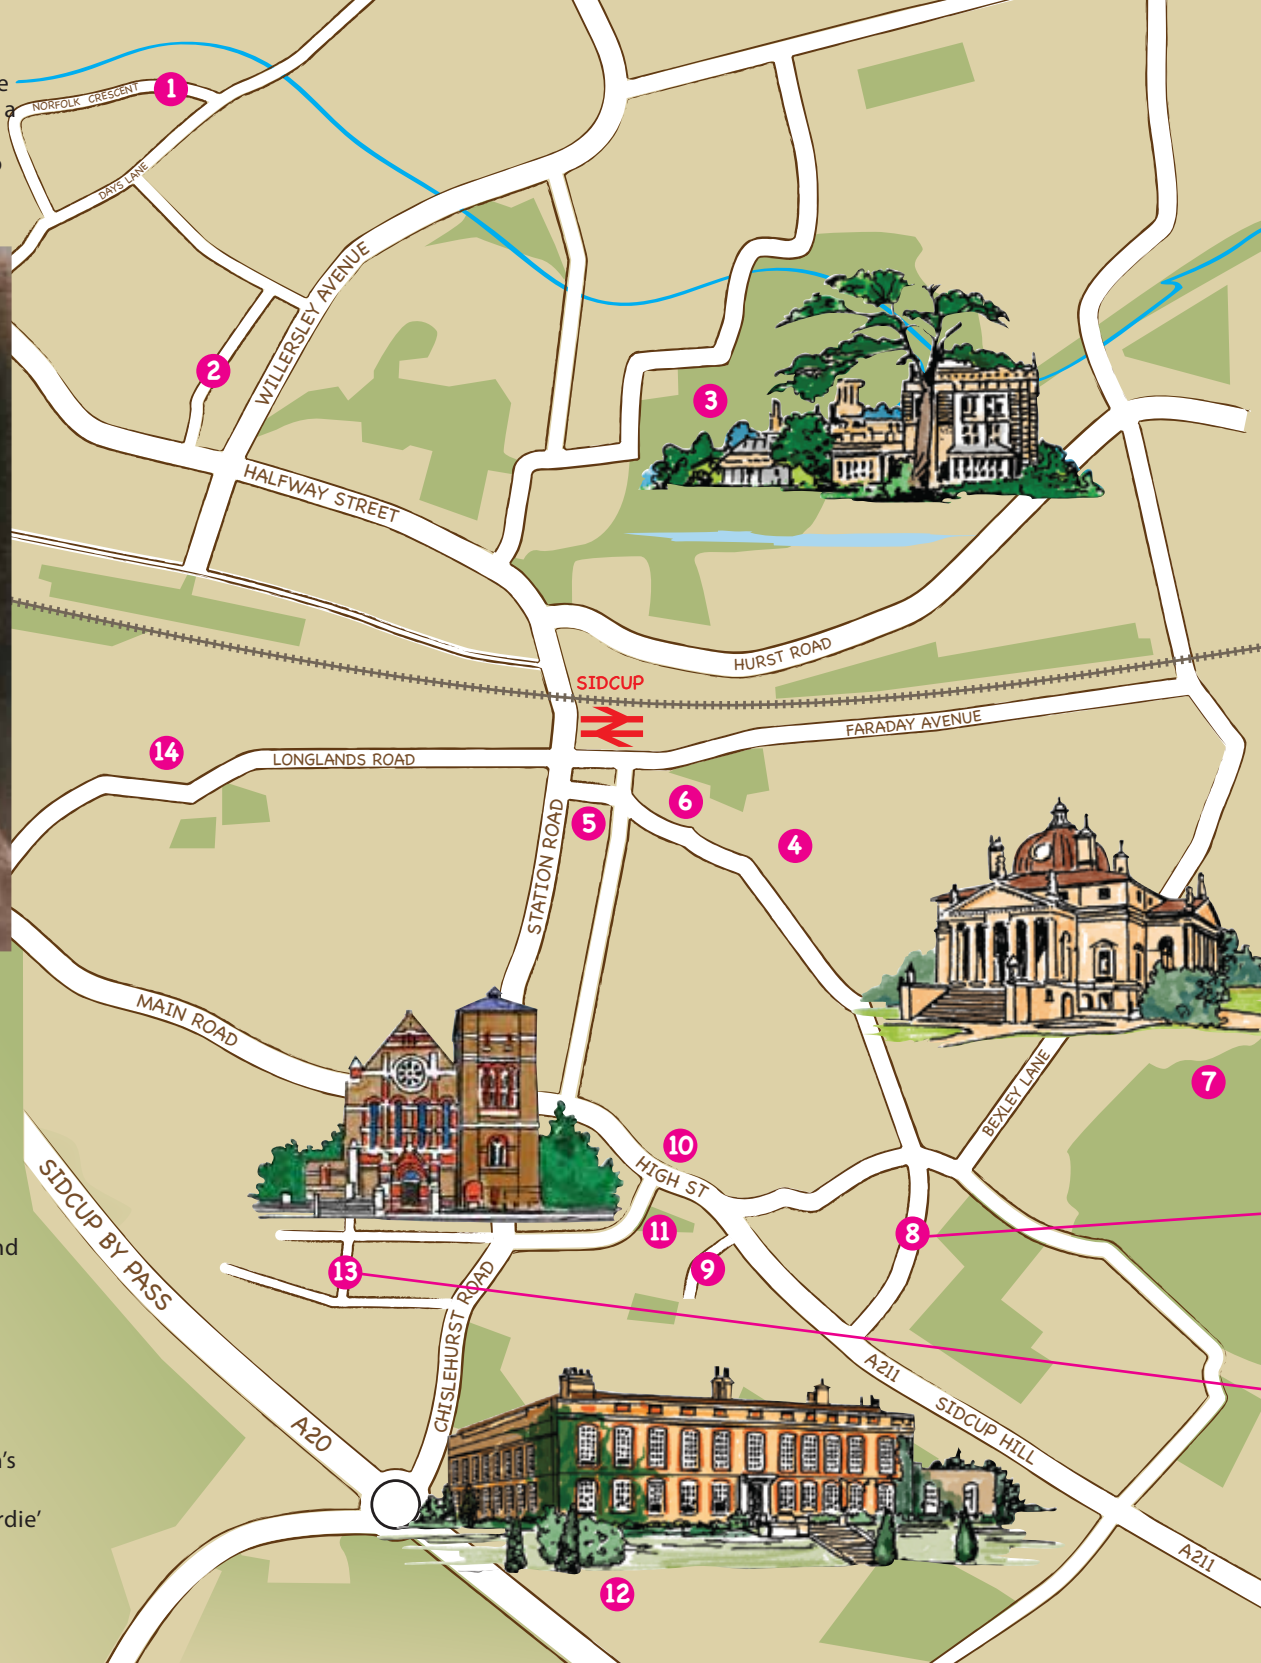 e
a
1
NORFOLK CRESCENT
DAYS LANE
WILLERSLEY AVENUE
2
3
HALFWAY STREET
HURST ROAD
SIDCUP
FARADAY AVENUE
14
LONGLANDS ROAD
6
5
4
STATION ROAD
MAIN ROAD
7
BEXLEY LANE
10
HIGH ST
11
8
9
13
SIDCUP BY PASS
nd
CHISLEHURST ROAD
A211
SIDCUP HILL
A20
's
rdie'
A211
12